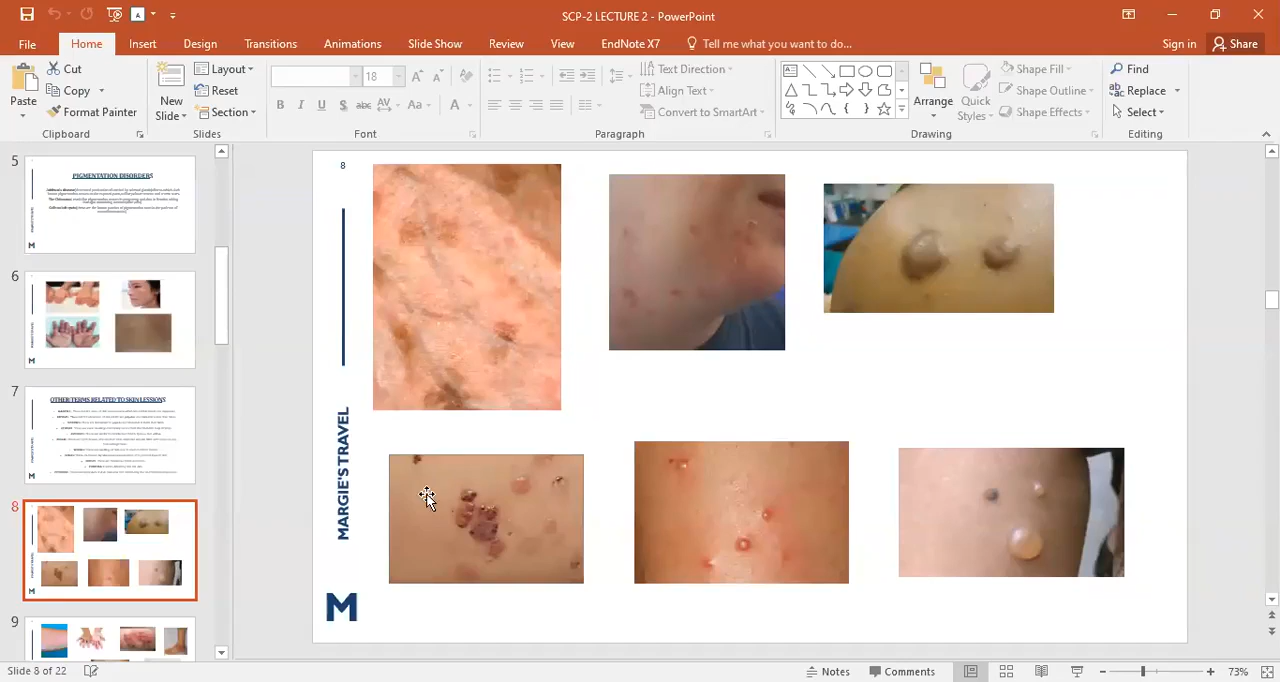 SCP-2 LECTURE 2 - PowerPoint
File Home Insert Design Transitions Animations Slide Show Review View EndNote X7 Tell me what you want to do... Sign in Share
Paste
Cut
Copy
Format Painter
Clipboard
New Slide
Layout
Reset
Section
Slides
18
B I U S abc AV Aa A
Font
Text Direction
Align Text
Convert to SmartArt
Paragraph
Arrange
Quick Styles
Shape Fill
Shape Outline
Shape Effects
Drawing
Find
Replace
Select
Editing
5
PIGMENTATION DISORDERS
M
6
M
7
OTHER TERMS RELATED TO SKIN LESSIONS
M
8
M
9
8
MARGIE'S TRAVEL
M
Slide 8 of 22
Notes
Comments
73%